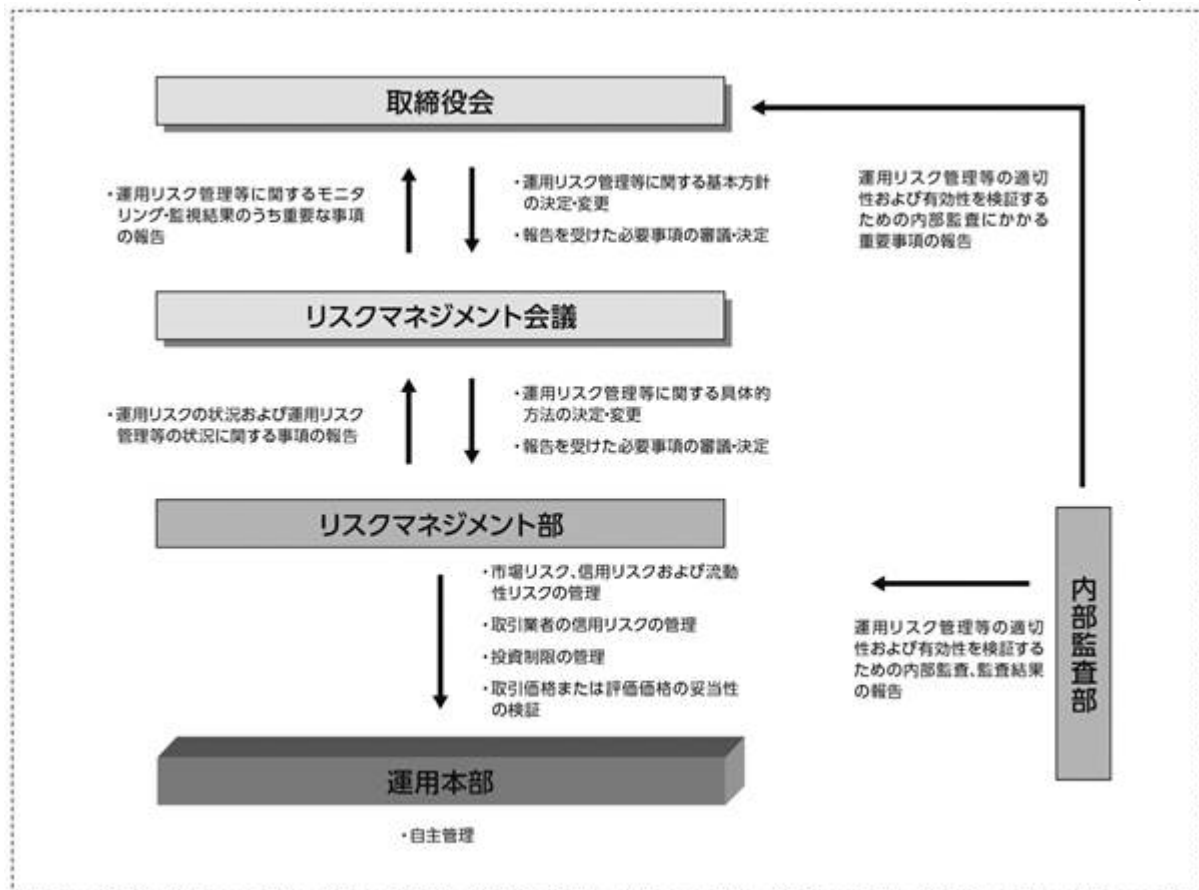 取締役会
・運用リスク管理等に関するモニタ
リング・監視結果のうち重要な事項
の報告
・運用リスク管理等に関する基本方針
の決定・変更
・報告を受けた必要事項の審議・決定
運用リスク管理等の適切
性および有効性を検証する
ための内部監査にかかる
重要事項の報告
リスクマネジメント会議
・運用リスクの状況および運用リスク
管理等の状況に関する事項の報告
・運用リスク管理等に関する具体的
方法の決定・変更
・報告を受けた必要事項の審議・決定
リスクマネジメント部
・市場リスク、信用リスクおよび流動
性リスクの管理
・取引業者の信用リスクの管理
・投資制限の管理
・取引価格または評価価格の妥当性
の検証
運用リスク管理等の適切
性および有効性を検証する
ための内部監査、監査結果
の報告
内部監査部
運用本部
・自主管理